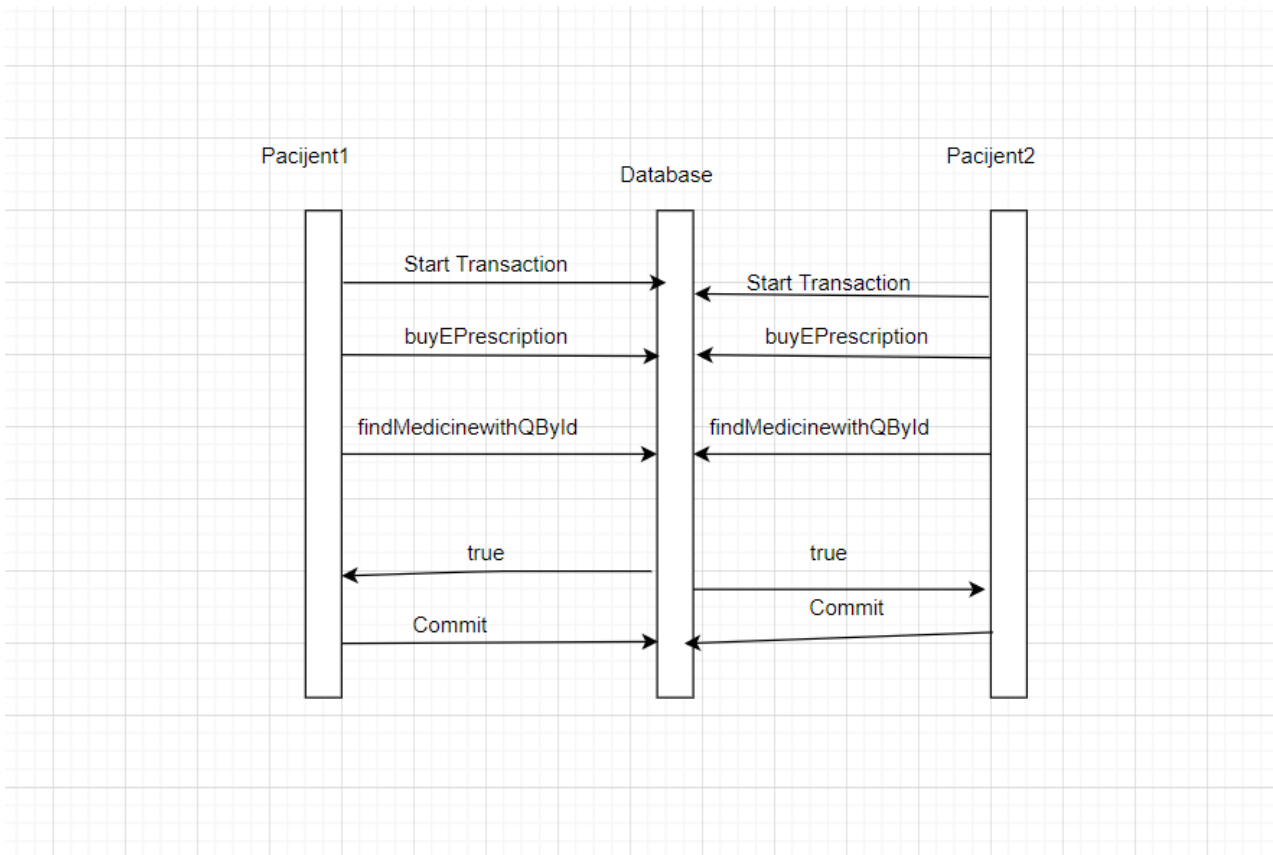 Pacijent1
Database
Pacijent2
Start Transaction
Start Transaction
buyEPrescription
buyEPrescription
findMedicinewithQById
findMedicinewithQById
true
true
Commit
Commit